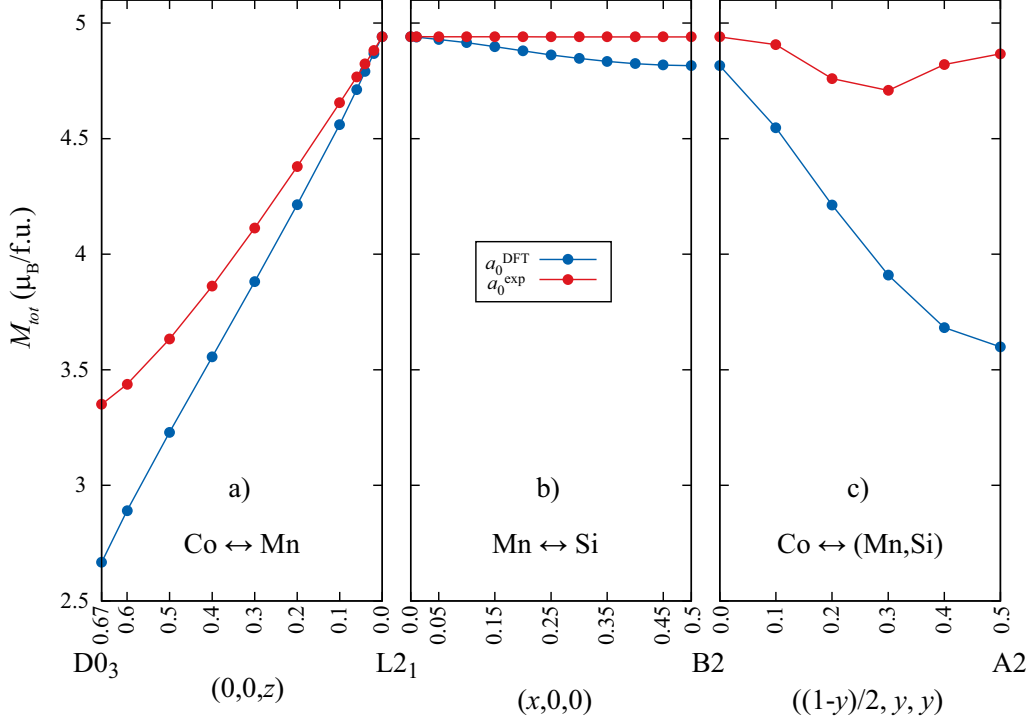 M_tot (μ_B/f.u.)
5
4.5
4
3.5
3
2.5
a_0^DFT
a_0^exp
a)
b)
c)
Co ↔ Mn
Mn ↔ Si
Co ↔ (Mn,Si)
0.67 0.6 0.5 0.4 0.3 0.2 0.1 0.0
0.0 0.05 0.15 0.25 0.35 0.45 0.5
0.0 0.1 0.2 0.3 0.4 0.5
D0₃ L2₁ B2 A2
(0,0,z)
(x,0,0)
((1-y)/2, y, y)